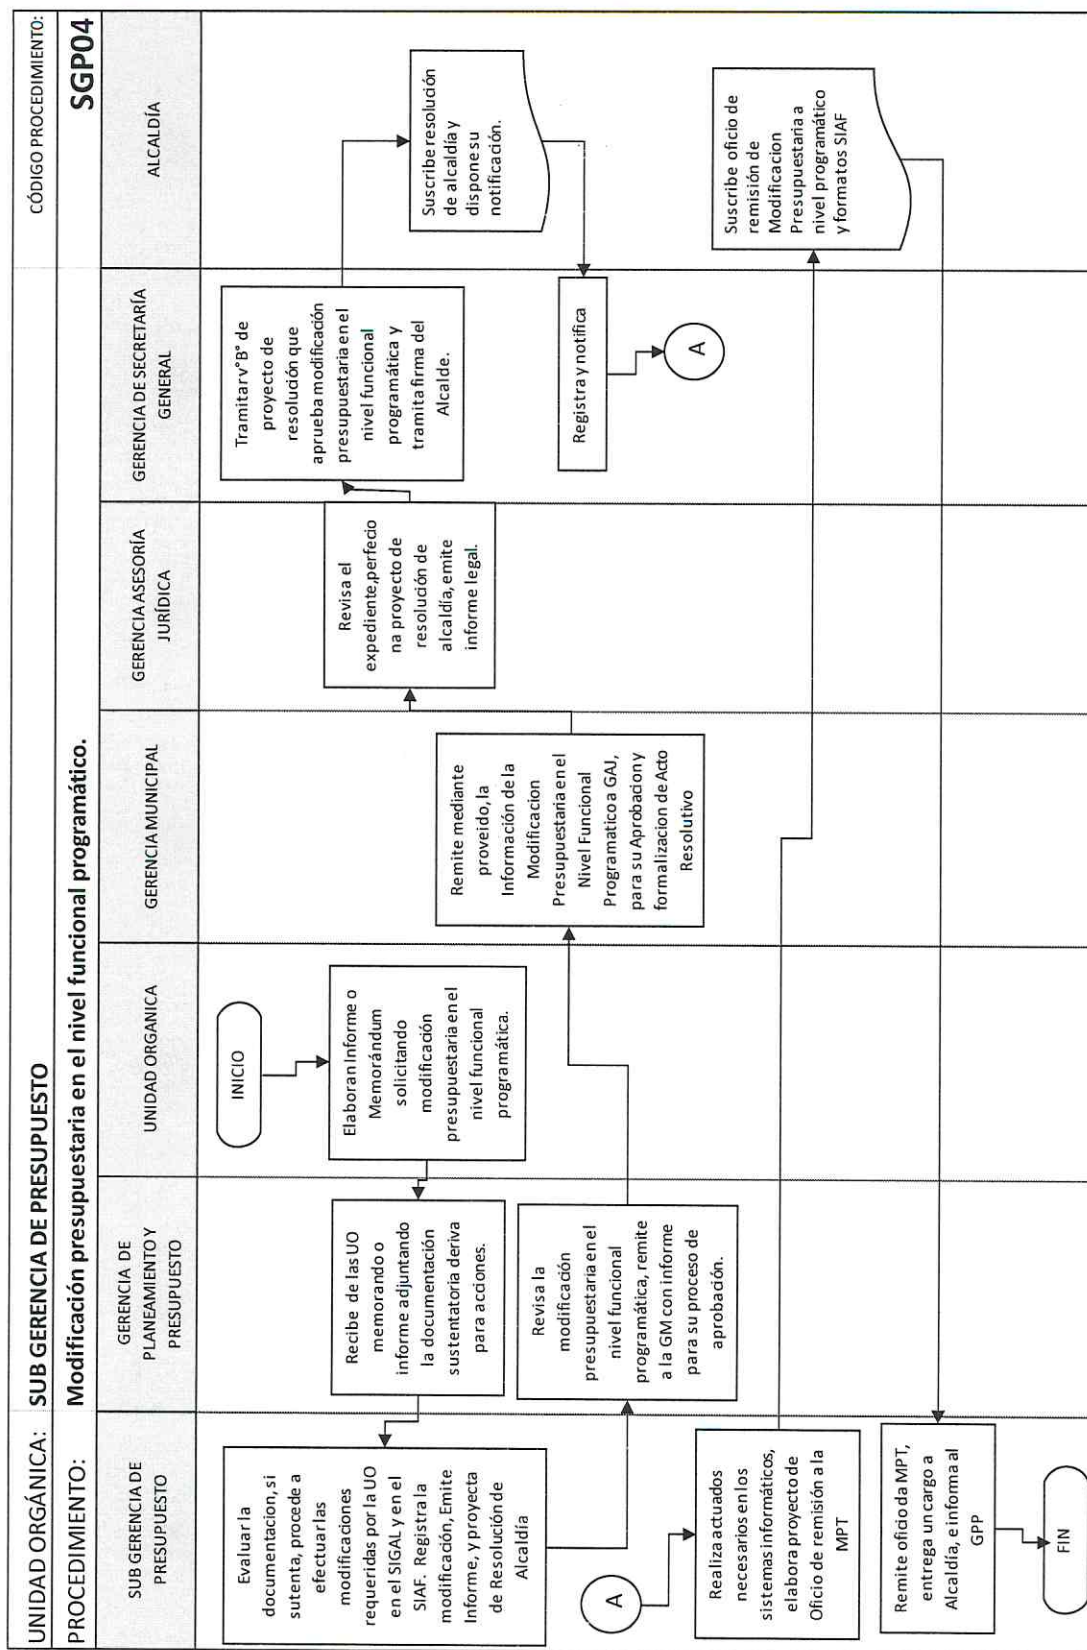 UNIDAD ORGÁNICA: SUB GERENCIA DE PRESUPUESTO
CÓDIGO PROCEDIMIENTO:
PROCEDIMIENTO: Modificación presupuestaria en el nivel funcional programático.
SGP04
SUB GERENCIA DE
PRESUPUESTO
GERENCIA DE
PLANEAMIENTO Y
PRESUPUESTO
UNIDAD ORGANICA
GERENCIA MUNICIPAL
GERENCIA ASESORÍA
JURÍDICA
GERENCIA DE SECRETARÍA
GENERAL
ALCALDÍA
INICIO
Elaboran Informe o
Memorándum
solicitando
modificación
presupuestaria en el
nivel funcional
programática.
Recibe de las UO
memorando o
informe adjuntando
la documentación
sustentatoria deriva
para acciones.
Evaluar la
documentacion, si
sutenta, procede a
efectuar las
modificaciones
requeridas por la UO
en el SIGAL y en el
SIAF. Registra la
modificación, Emite
Informe, y proyecta
de Resolución de
Alcaldía
Revisa la
modificación
presupuestaria en el
nivel funcional
programática, remite
a la GM con informe
para su proceso de
aprobación.
Remite mediante
proveido, la
Información de la
Modificacion
Presupuestaria en el
Nivel Funcional
Programatico a GAJ,
para su Aprobacion y
formalizacion de Acto
Resolutivo
Revisa el
expediente,perfecio
na proyecto de
resolución de
alcaldía, emite
informe legal.
Tramitar v°B° de
proyecto de
resolución que
aprueba modificación
presupuestaria en el
nivel funcional
programática y
tramita firma del
Alcalde.
Suscribe resolución
de alcaldía y
dispone su
notificación.
Registra y notifica
A
A
Realiza actuados
necesarios en los
sistemas informáticos,
elabora proyecto de
Oficio de remisión a la
MPT
Suscribe oficio de
remisión de
Modificacion
Presupuestaria a
nivel programático
y formatos SIAF
Remite oficio da MPT,
entrega un cargo a
Alcaldía, e informa al
GPP
FIN